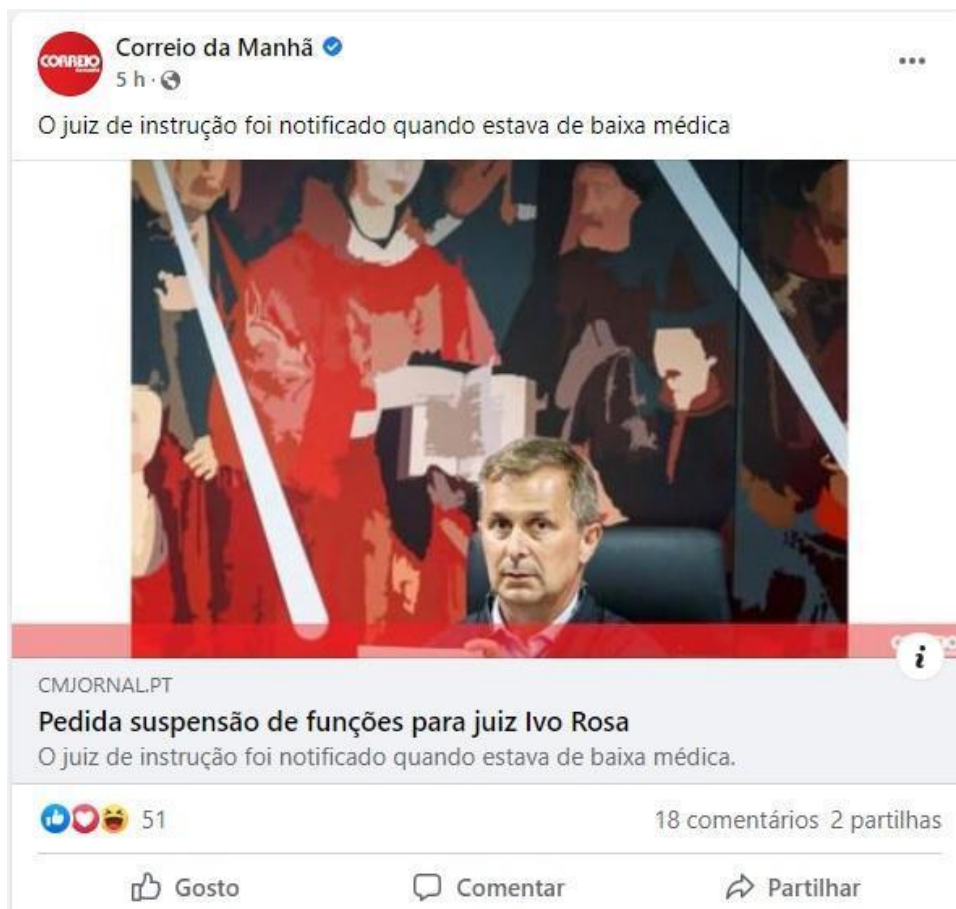 CORREIO
Correio da Manhã
5 h ·
O juiz de instrução foi notificado quando estava de baixa médica
CMJORNAL.PT
Pedida suspensão de funções para juiz Ivo Rosa
O juiz de instrução foi notificado quando estava de baixa médica.
51
18 comentários 2 partilhas
Gosto
Comentar
Partilhar